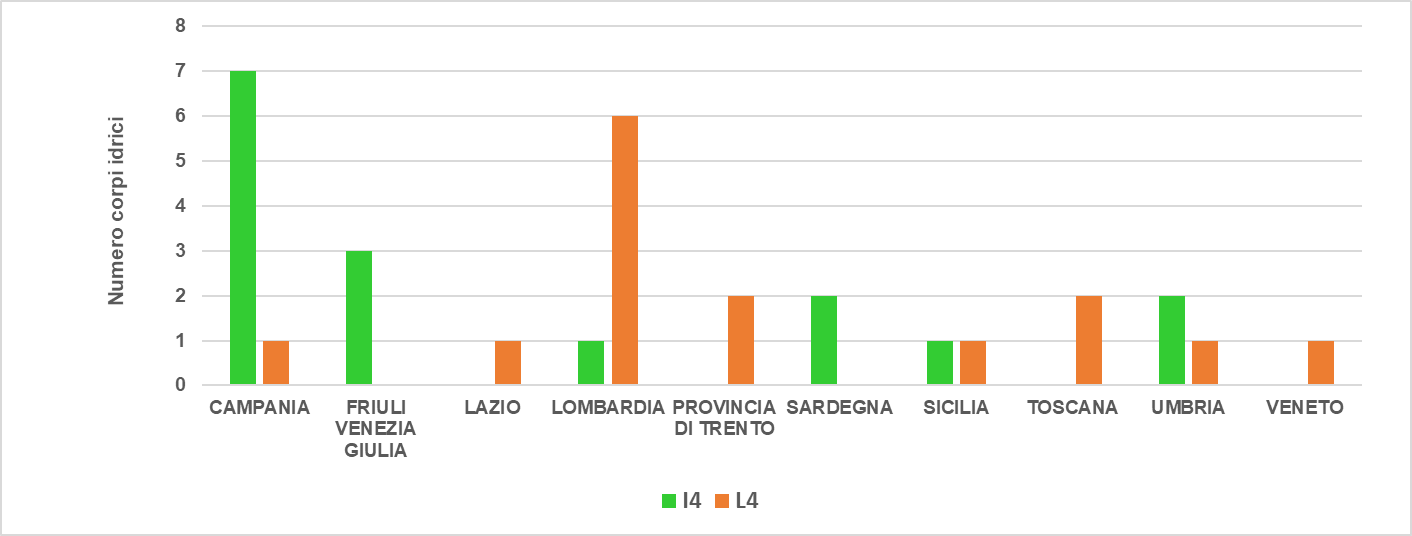 8
7
6
5
4
3
2
1
0
Numero corpi idrici
CAMPANIA
FRIULI
VENEZIA
GIULIA
LAZIO
LOMBARDIA
PROVINCIA
DI TRENTO
SARDEGNA
SICILIA
TOSCANA
UMBRIA
VENETO
I4
L4